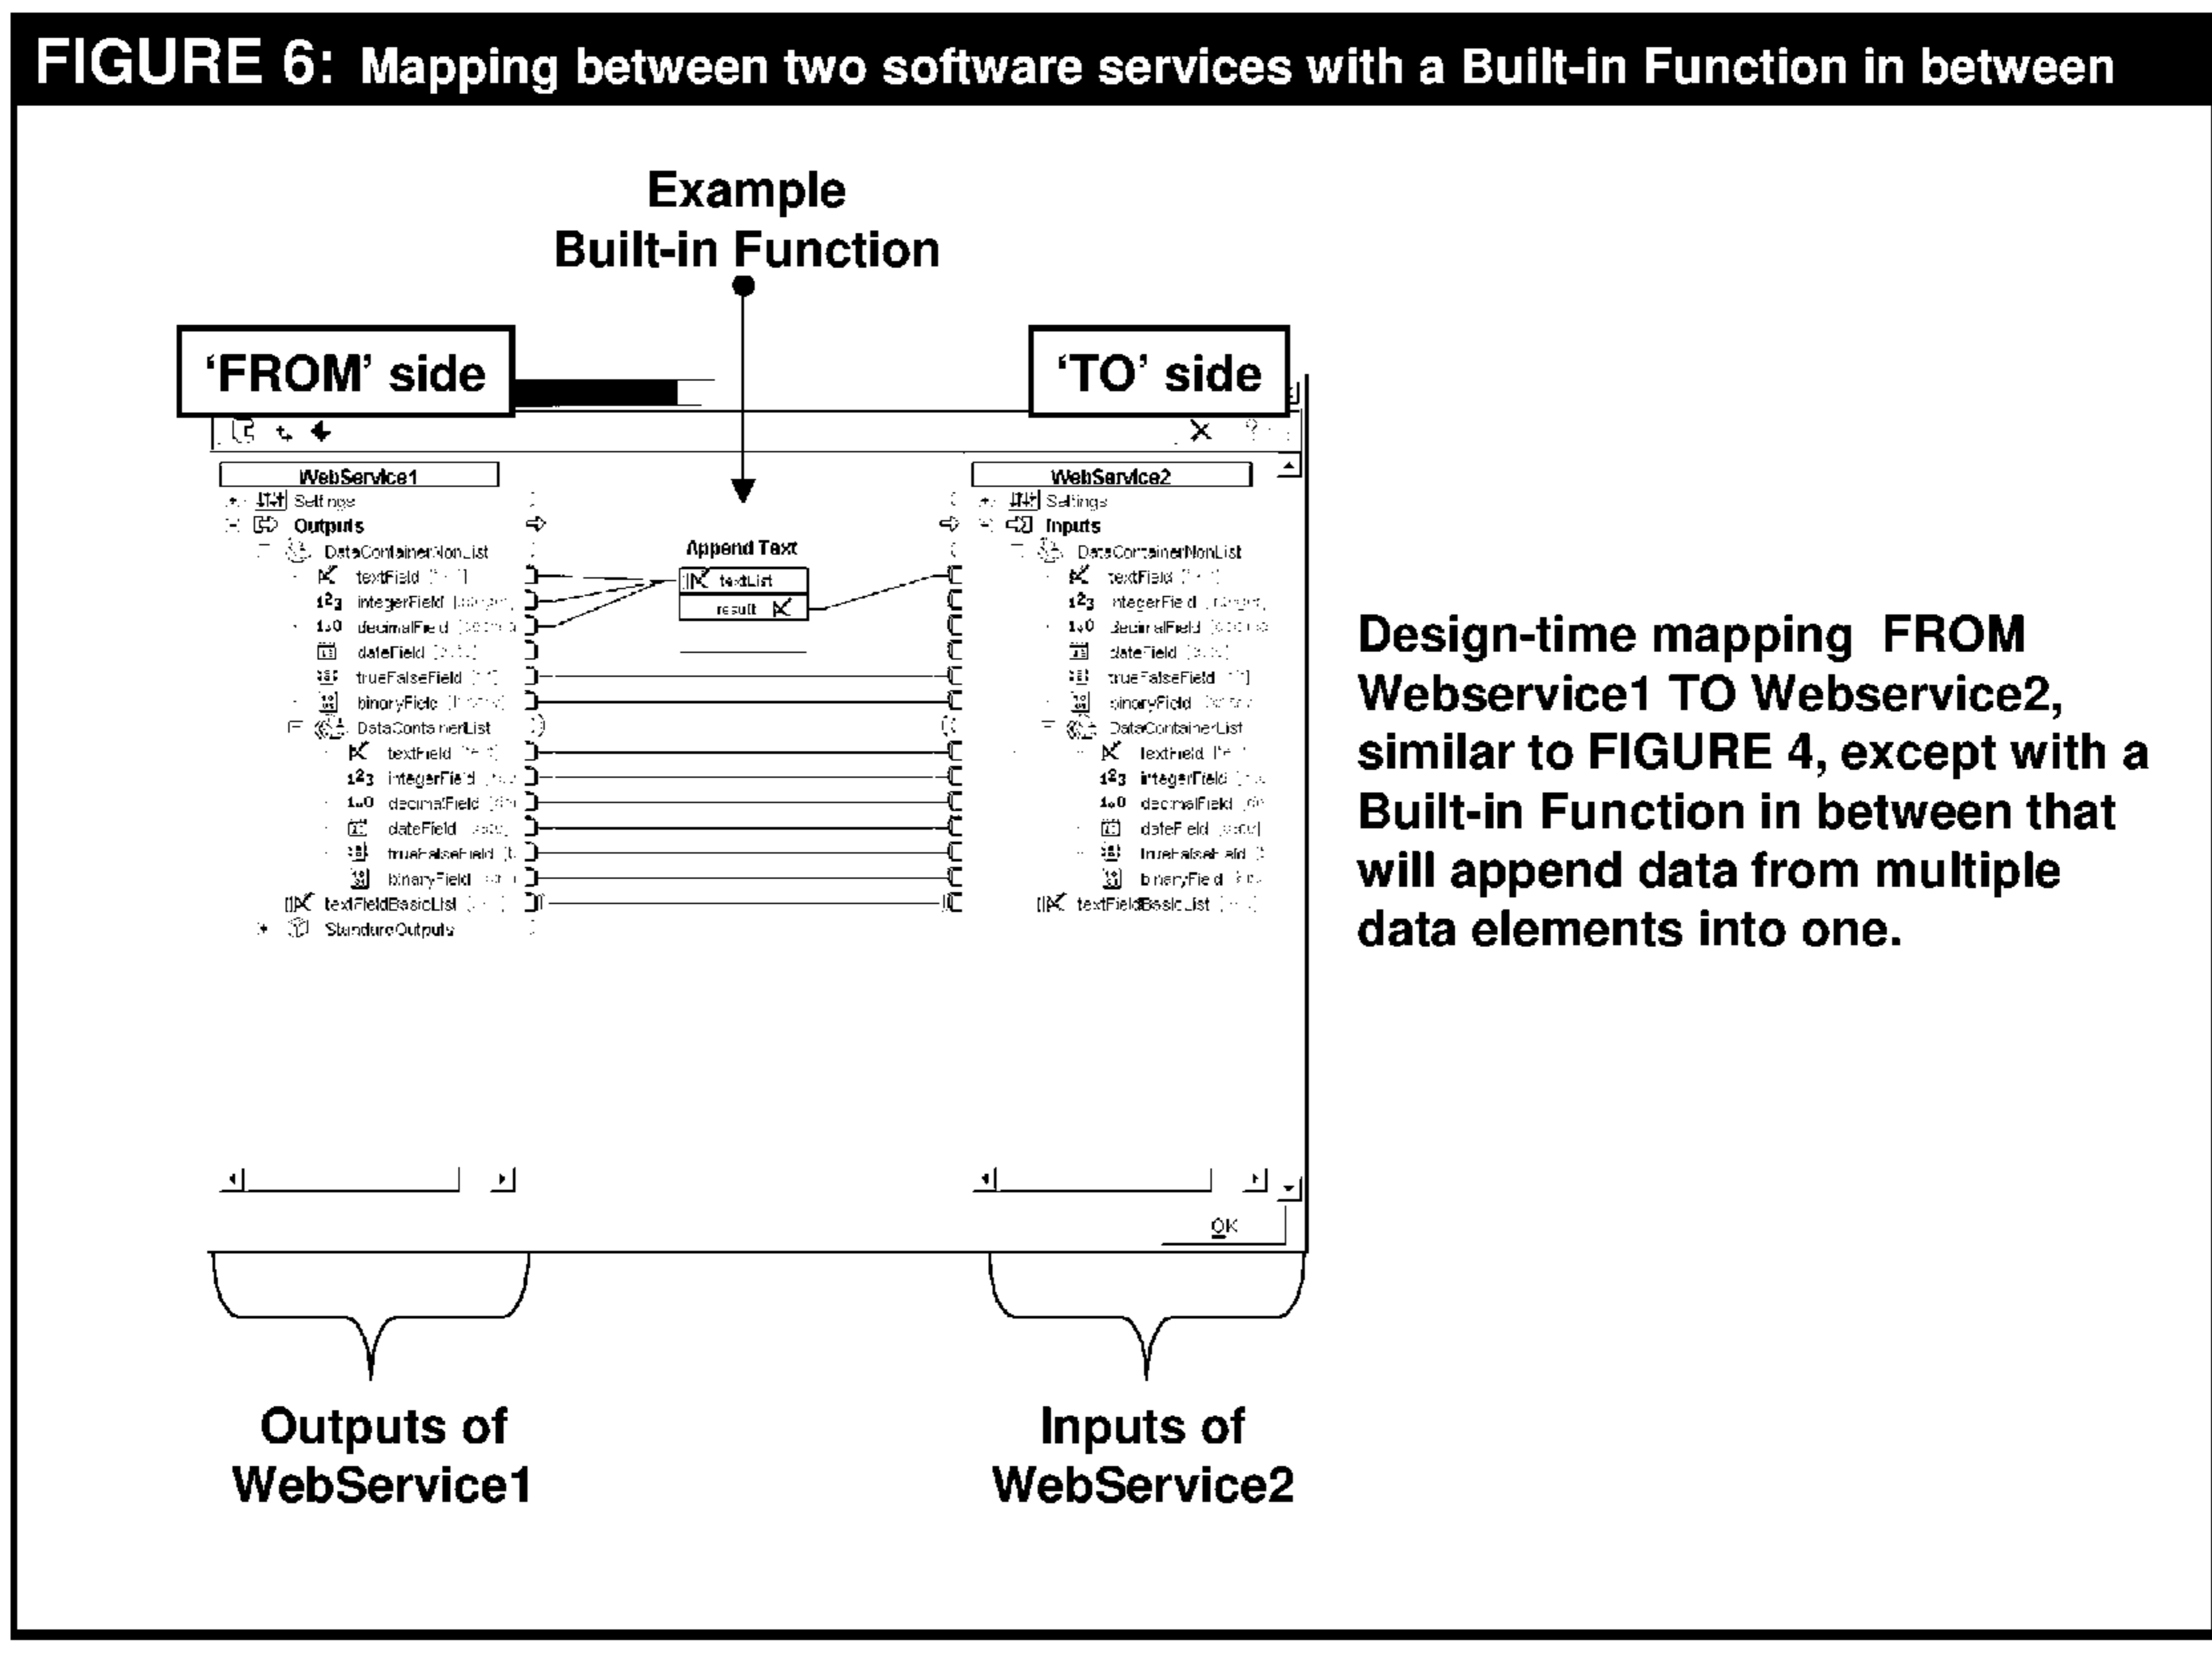 FIGURE 6: Mapping between two software services with a Built-in Function in between
Example
Built-in Function
‘FROM’ side
‘TO’ side
WebService1
Settings
Outputs
DataContainerNonList
textField
integerField
decimalField
dateField
trueFalseField
binaryField
DataContainerList
textField
integerField
decimalField
dateField
trueFalseField
binaryField
textFieldBasicList
StandardOutputs
Append Text
textList
result
WebService2
Settings
Inputs
DataContainerNonList
textField
integerField
decimalField
dateField
trueFalseField
binaryField
DataContainerList
textField
integerField
decimalField
dateField
trueFalseField
binaryField
textFieldBasicList
OK
Design-time mapping FROM
Webservice1 TO Webservice2,
similar to FIGURE 4, except with a
Built-in Function in between that
will append data from multiple
data elements into one.
Outputs of
WebService1
Inputs of
WebService2